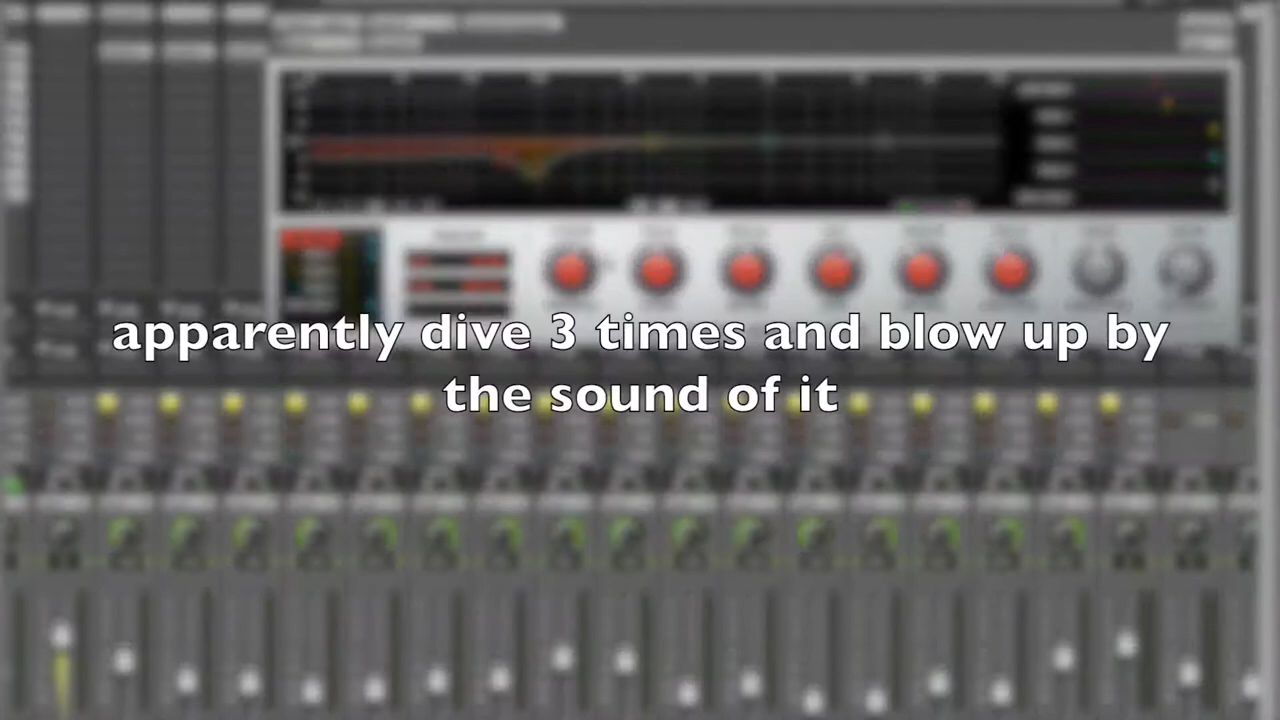 apparently dive 3 times and blow up by
the sound of it